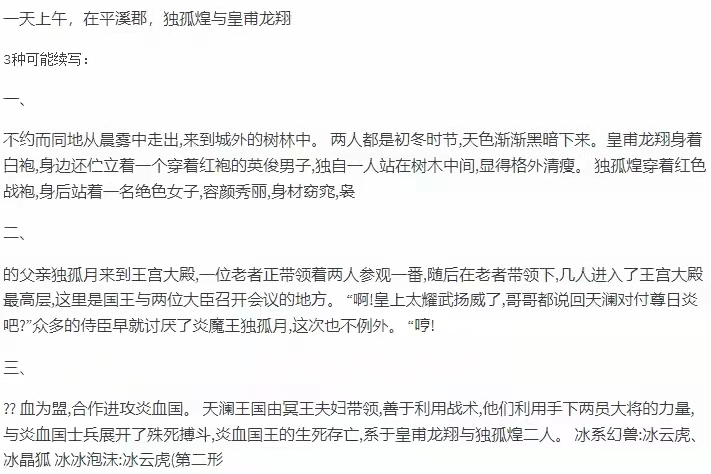 一天上午，在平溪郡，独孤煌与皇甫龙翔
3种可能续写：
一、
不约而同地从晨雾中走出,来到城外的树林中。 两人都是初冬时节,天色渐渐黑暗下来。皇甫龙翔身着
白袍,身边还伫立着一个穿着红袍的英俊男子,独自一人站在树木中间,显得格外清瘦。 独孤煌穿着红色
战袍,身后站着一名绝色女子,容颜秀丽,身材窈窕,袅
二、
的父亲独孤月来到王宫大殿,一位老者正带领着两人参观一番,随后在老者带领下,几人进入了王宫大殿
最高层,这里是国王与两位大臣召开会议的地方。 “啊!皇上太耀武扬威了,哥哥都说回天澜对付尊日炎
吧?”众多的侍臣早就讨厌了炎魔王独孤月,这次也不例外。 “哼!
三、
?? 血为盟,合作进攻炎血国。 天澜王国由冥王夫妇带领,善于利用战术,他们利用手下两员大将的力量,
与炎血国士兵展开了殊死搏斗,炎血国王的生死存亡,系于皇甫龙翔与独孤煌二人。 冰系幻兽:冰云虎、
冰晶狐 冰冰泡沫:冰云虎(第二形